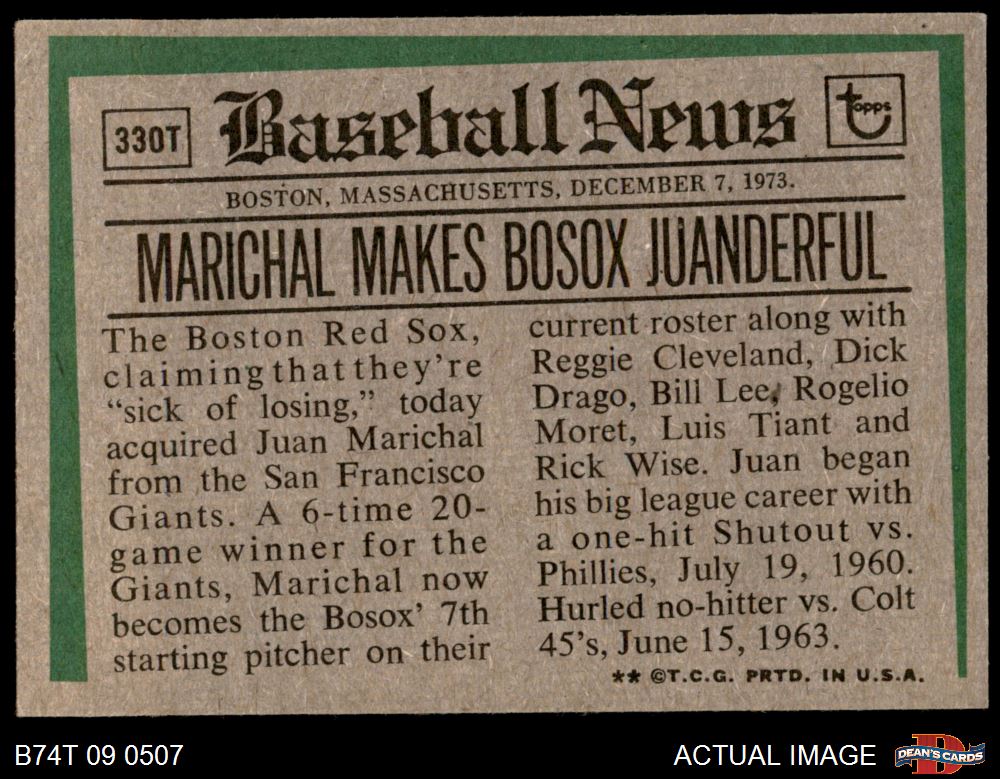 330T
Baseball News
topps
BOSTON, MASSACHUSETTS, DECEMBER 7, 1973.
MARICHAL MAKES BOSOX JUANDERFUL
The Boston Red Sox,
claiming that they're
"sick of losing," today
acquired Juan Marichal
from the San Francisco
Giants. A 6-time 20-
game winner for the
Giants, Marichal now
becomes the Bosox' 7th
starting pitcher on their
current roster along with
Reggie Cleveland, Dick
Drago, Bill Lee, Rogelio
Moret, Luis Tiant and
Rick Wise. Juan began
his big league career with
a one-hit Shutout vs.
Phillies, July 19, 1960.
Hurled no-hitter vs. Colt
45's, June 15, 1963.
** ©T.C.G. PRTD. IN U.S.A.
B74T 09 0507
ACTUAL IMAGE
D
DEAN'S CARDS